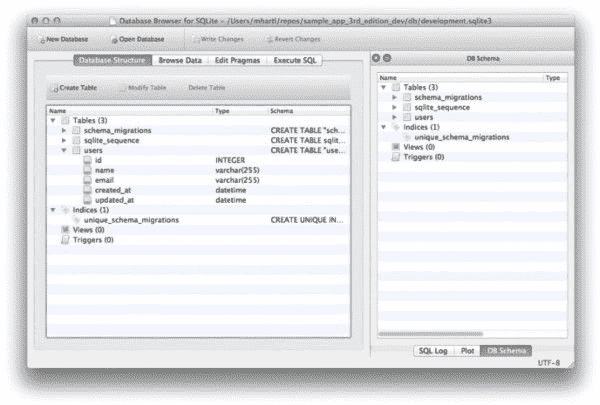 Database Browser for SQLite – /Users/mhartl/repos/sample_app_3rd_edition_dev/db/development.sqlite3
New Database Open Database Write Changes Revert Changes
Database Structure Browse Data Edit Pragmas Execute SQL
Create Table Modify Table Delete Table
Name Type Schema
Tables (3)
schema_migrations CREATE TABLE "sch...
sqlite_sequence CREATE TABLE sqlit...
users CREATE TABLE "use...
id INTEGER
name varchar(255)
email varchar(255)
created_at datetime
updated_at datetime
Indices (1)
unique_schema_migrations CREATE UNIQUE IN...
Views (0)
Triggers (0)
DB Schema
Name Type
Tables (3)
schema_migrations
sqlite_sequence
users
Indices (1)
unique_schema_migrations
Views (0)
Triggers (0)
SQL Log Plot DB Schema
UTF-8